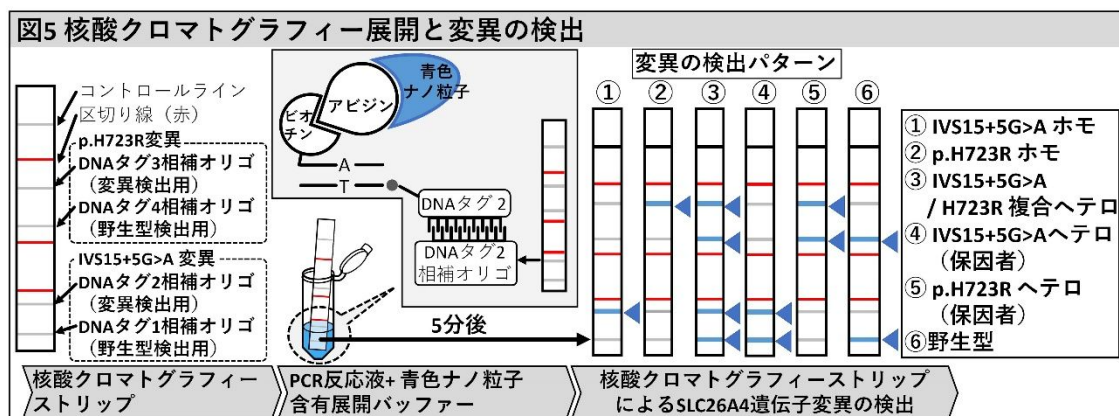 図5 核酸クロマトグラフィー展開と変異の検出
コントロールライン
区切り線（赤）
p.H723R変異
DNAタグ3相補オリゴ
（変異検出用）
DNAタグ4相補オリゴ
（野生型検出用）
IVS15+5G>A 変異
DNAタグ2相補オリゴ
（変異検出用）
DNAタグ1相補オリゴ
（野生型検出用）
青色
ナノ粒子
アビジン
ビオ
チン
A
T
DNAタグ 2
DNAタグ2
相補オリゴ
5分後
変異の検出パターン
① ② ③ ④ ⑤ ⑥
① IVS15+5G>A ホモ
② p.H723R ホモ
③ IVS15+5G>A
/ H723R 複合ヘテロ
④ IVS15+5G>Aヘテロ
（保因者）
⑤ p.H723R ヘテロ
（保因者）
⑥ 野生型
核酸クロマトグラフィー
ストリップ
PCR反応液+ 青色ナノ粒子
含有展開バッファー
核酸クロマトグラフィーストリップ
によるSLC26A4遺伝子変異の検出